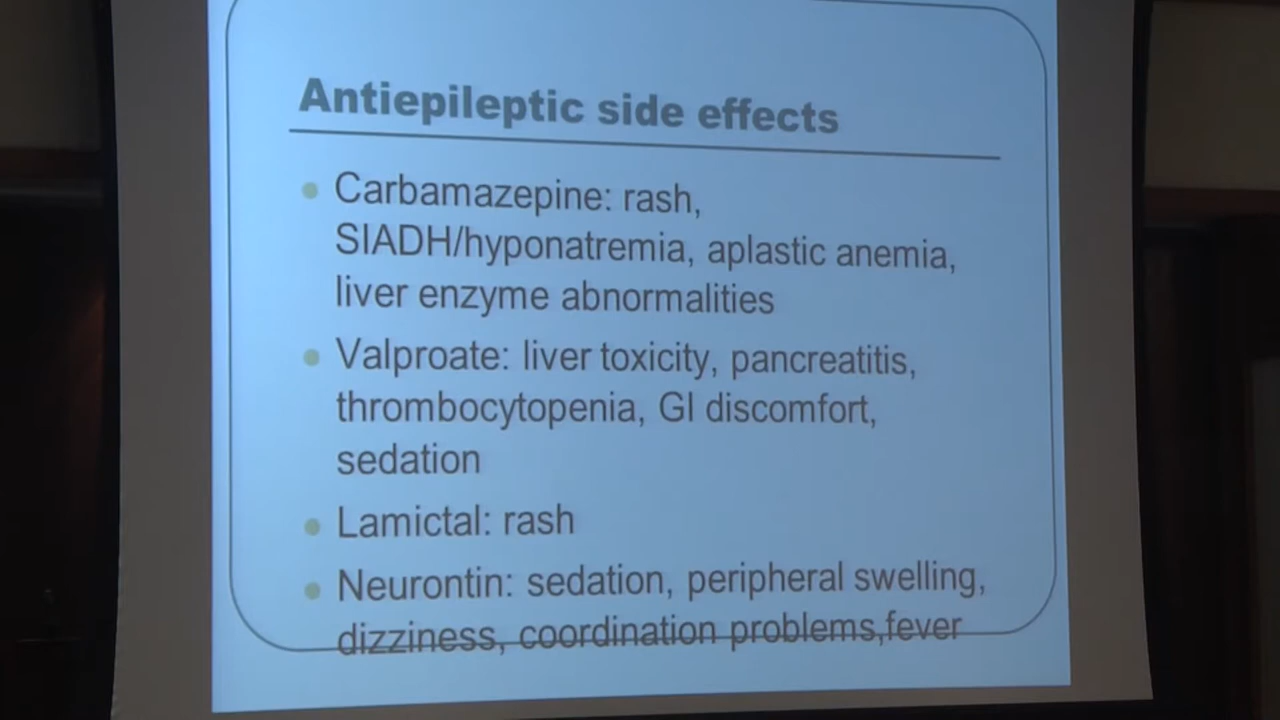 Antiepileptic side effects
Carbamazepine: rash,
SIADH/hyponatremia, aplastic anemia,
liver enzyme abnormalities
Valproate: liver toxicity, pancreatitis,
thrombocytopenia, GI discomfort,
sedation
Lamictal: rash
Neurontin: sedation, peripheral swelling,
dizziness, coordination problems,fever